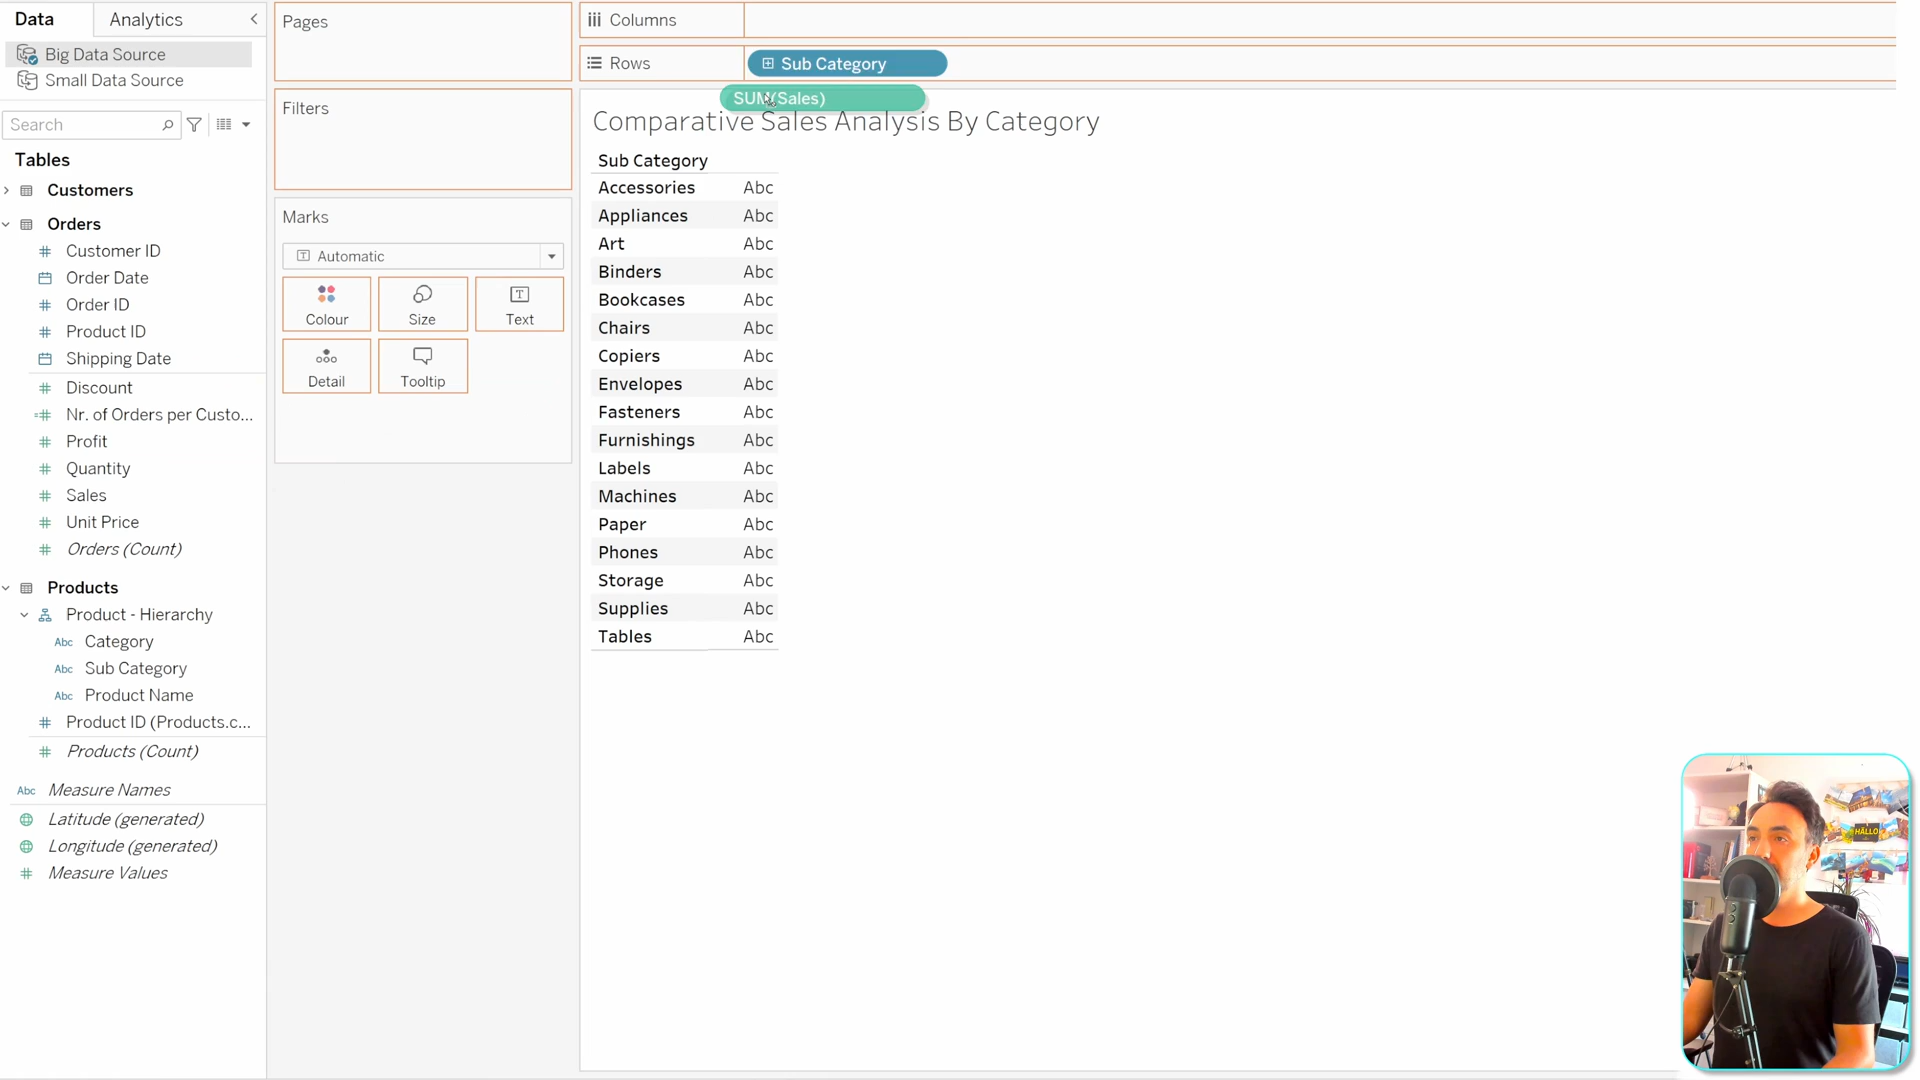 Data
Analytics
Big Data Source
Small Data Source
Search
Tables
Customers
Orders
Customer ID
Order Date
Order ID
Product ID
Shipping Date
Discount
Nr. of Orders per Custo...
Profit
Quantity
Sales
Unit Price
Orders (Count)
Products
Product - Hierarchy
Abc Category
Abc Sub Category
Abc Product Name
Product ID (Products.c...
Products (Count)
Abc Measure Names
Latitude (generated)
Longitude (generated)
Measure Values
Pages
Filters
Marks
T Automatic
Colour
Size
T Text
Detail
Tooltip
Columns
Rows
Sub Category
SUM(Sales)
Comparative Sales Analysis By Category
Sub Category
Accessories Abc
Appliances Abc
Art Abc
Binders Abc
Bookcases Abc
Chairs Abc
Copiers Abc
Envelopes Abc
Fasteners Abc
Furnishings Abc
Labels Abc
Machines Abc
Paper Abc
Phones Abc
Storage Abc
Supplies Abc
Tables Abc
HALLO